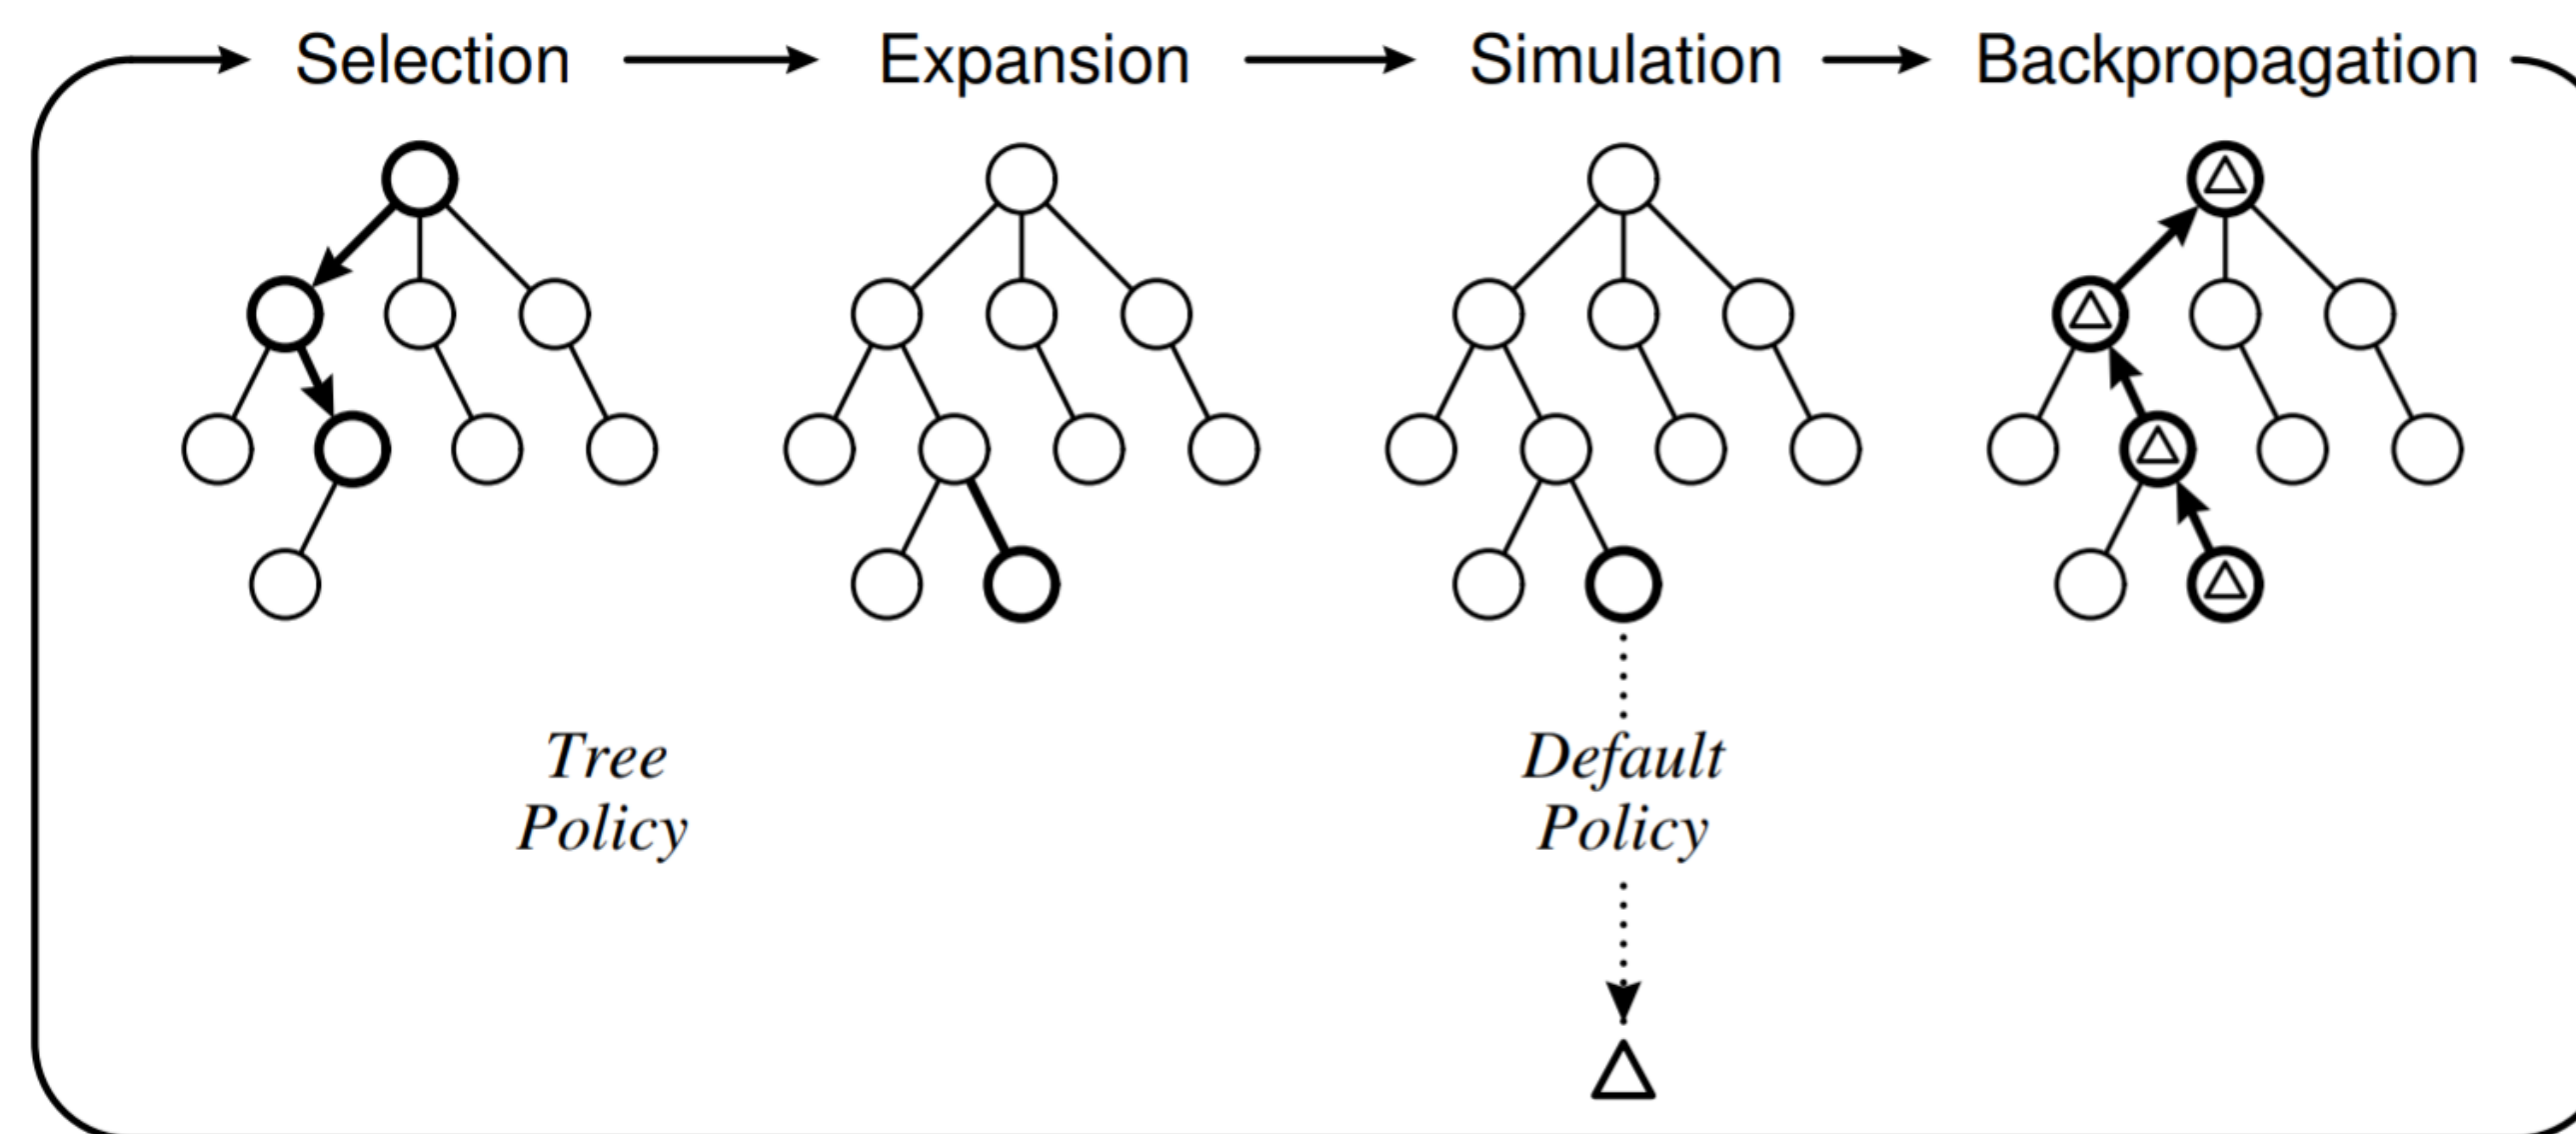 Selection
Expansion
Simulation
Backpropagation
Tree
Policy
Default
Policy